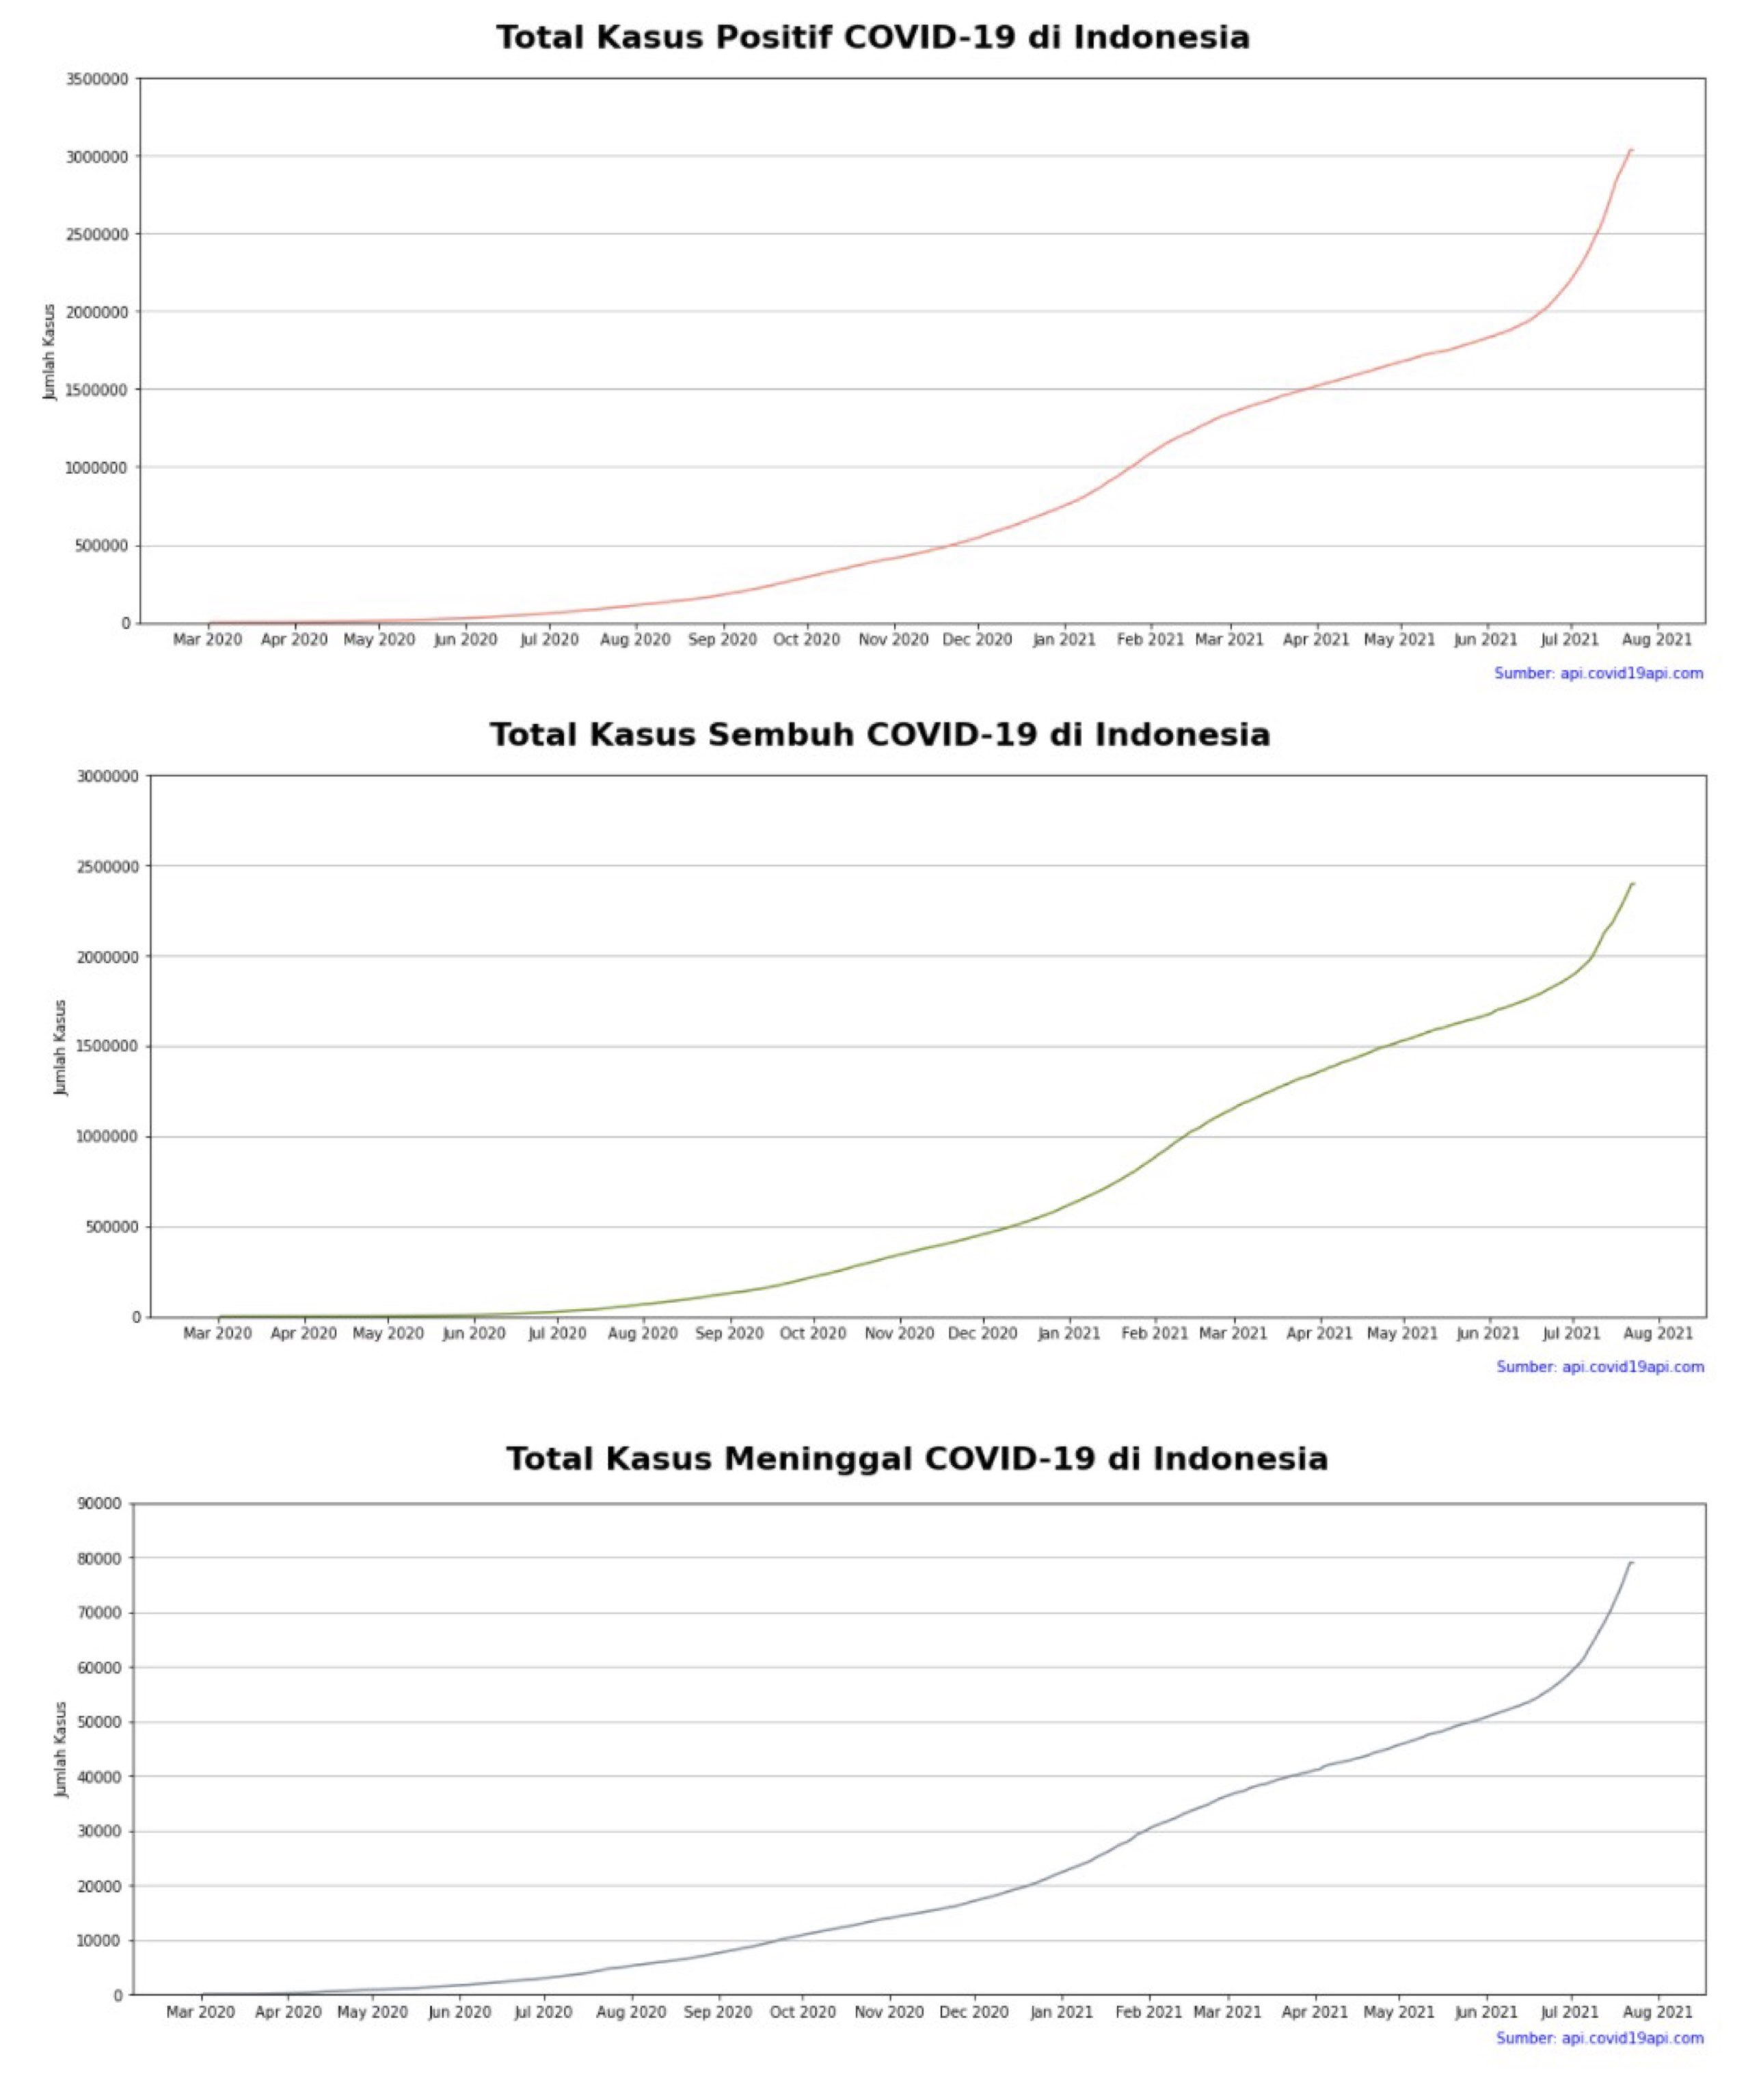 Total Kasus Positif COVID-19 di Indonesia
3500000
3000000
2500000
2000000
1500000
1000000
500000
0
Jumlah Kasus
Mar 2020 Apr 2020 May 2020 Jun 2020 Jul 2020 Aug 2020 Sep 2020 Oct 2020 Nov 2020 Dec 2020 Jan 2021 Feb 2021 Mar 2021 Apr 2021 May 2021 Jun 2021 Jul 2021 Aug 2021
Sumber: api.covid19api.com
Total Kasus Sembuh COVID-19 di Indonesia
3000000
2500000
2000000
1500000
1000000
500000
0
Jumlah Kasus
Mar 2020 Apr 2020 May 2020 Jun 2020 Jul 2020 Aug 2020 Sep 2020 Oct 2020 Nov 2020 Dec 2020 Jan 2021 Feb 2021 Mar 2021 Apr 2021 May 2021 Jun 2021 Jul 2021 Aug 2021
Sumber: api.covid19api.com
Total Kasus Meninggal COVID-19 di Indonesia
90000
80000
70000
60000
50000
40000
30000
20000
10000
0
Jumlah Kasus
Mar 2020 Apr 2020 May 2020 Jun 2020 Jul 2020 Aug 2020 Sep 2020 Oct 2020 Nov 2020 Dec 2020 Jan 2021 Feb 2021 Mar 2021 Apr 2021 May 2021 Jun 2021 Jul 2021 Aug 2021
Sumber: api.covid19api.com